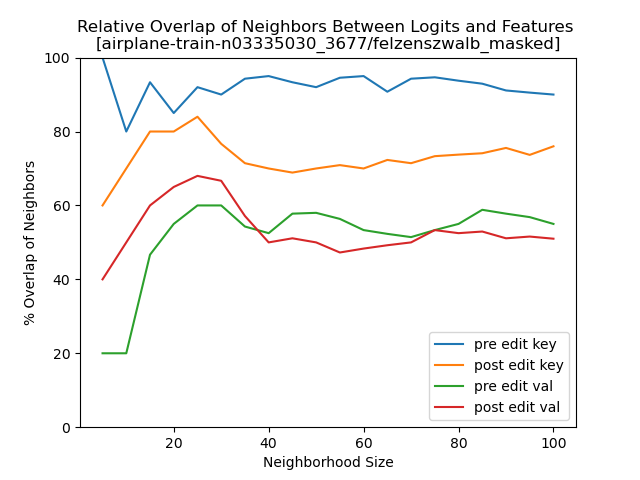 Relative Overlap of Neighbors Between Logits and Features
[airplane-train-n03335030_3677/felzenszwalb_masked]
100
80
60
40
20
0
% Overlap of Neighbors
pre edit key
post edit key
pre edit val
post edit val
20 40 60 80 100
Neighborhood Size